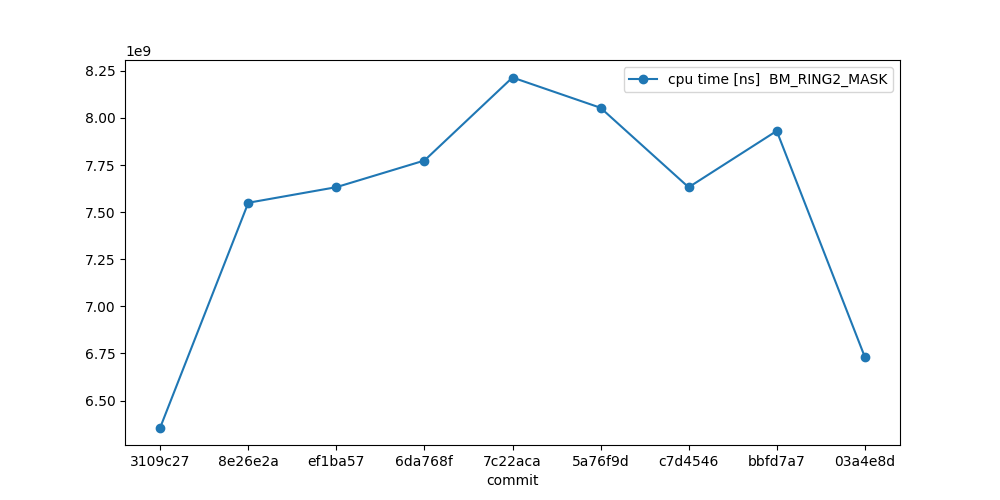 1e9
8.25
8.00
7.75
7.50
7.25
7.00
6.75
6.50
cpu time [ns]  BM_RING2_MASK
3109c27 8e26e2a ef1ba57 6da768f 7c22aca 5a76f9d c7d4546 bbfd7a7 03a4e8d
commit